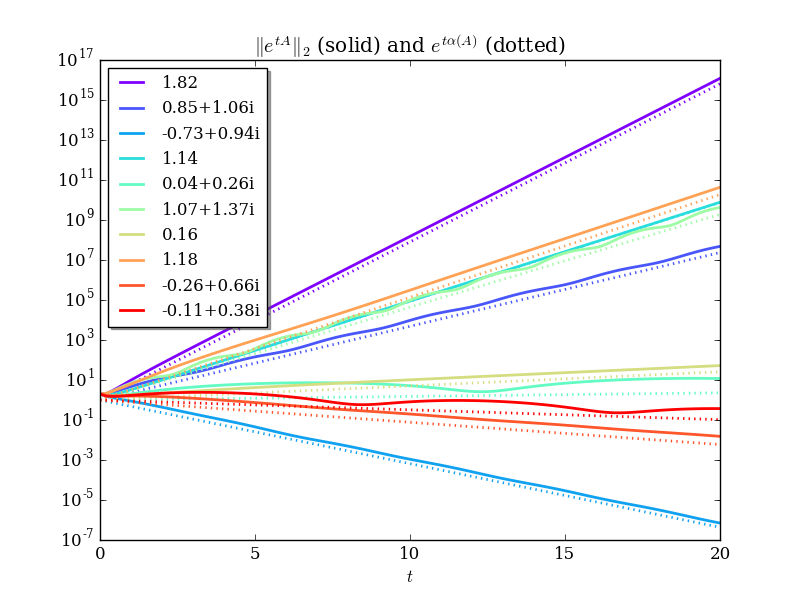 ‖e^{tA}‖₂ (solid) and e^{tα(A)} (dotted)
10^17
10^15
10^13
10^11
10^9
10^7
10^5
10^3
10^1
10^-1
10^-3
10^-5
10^-7
1.82
0.85+1.06i
-0.73+0.94i
1.14
0.04+0.26i
1.07+1.37i
0.16
1.18
-0.26+0.66i
-0.11+0.38i
0 5 10 15 20
t